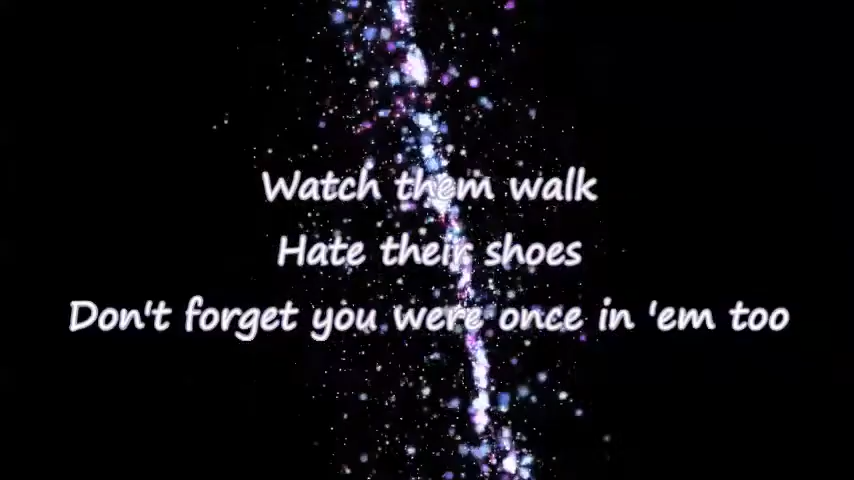 Watch them walk
Hate their shoes
Don't forget you were once in 'em too